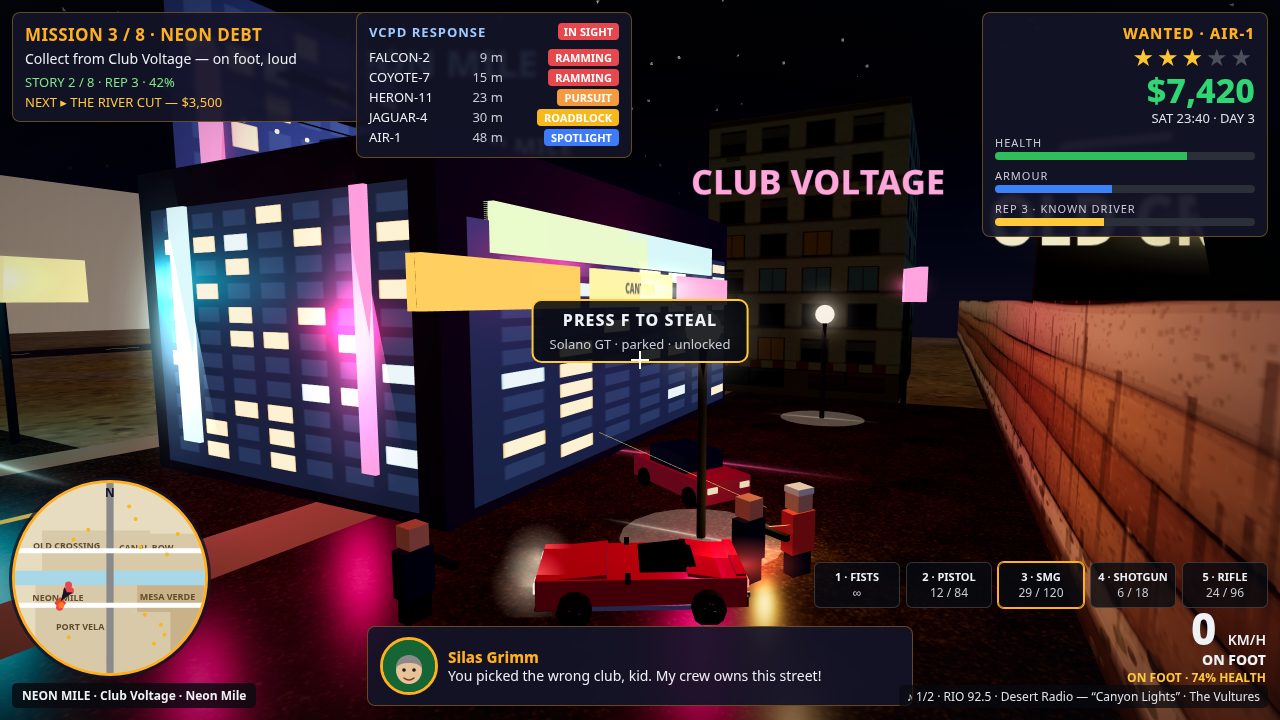 MISSION 3 / 8 · NEON DEBT
Collect from Club Voltage — on foot, loud
STORY 2 / 8 · REP 3 · 42%
NEXT ▸ THE RIVER CUT — $3,500
VCPD RESPONSE IN SIGHT
FALCON-2 9 m RAMMING
COYOTE-7 15 m RAMMING
HERON-11 23 m PURSUIT
JAGUAR-4 30 m ROADBLOCK
AIR-1 48 m SPOTLIGHT
WANTED · AIR-1
★★★★★
$7,420
SAT 23:40 · DAY 3
HEALTH
ARMOUR
REP 3 · KNOWN DRIVER
CLUB VOLTAGE
PRESS F TO STEAL
Solano GT · parked · unlocked
N
OLD CROSSING
CANAL ROW
NEON MILE
MESA VERDE
PORT VELA
NEON MILE · Club Voltage · Neon Mile
Silas Grimm
You picked the wrong club, kid. My crew owns this street!
1 · FISTS
∞
2 · PISTOL
12 / 84
3 · SMG
29 / 120
4 · SHOTGUN
6 / 18
5 · RIFLE
24 / 96
0 KM/H
ON FOOT
ON FOOT · 74% HEALTH
♪ 1/2 · RIO 92.5 · Desert Radio — “Canyon Lights” · The Vultures